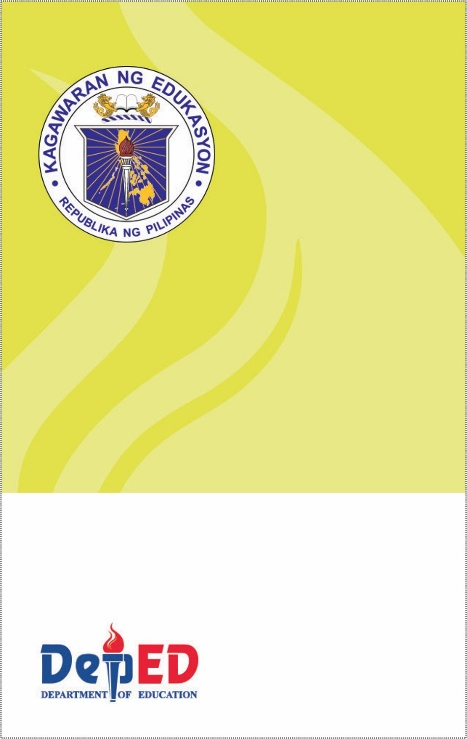 • KAGAWARAN NG EDUKASYON •
REPUBLIKA NG PILIPINAS
DepED
DEPARTMENT OF EDUCATION